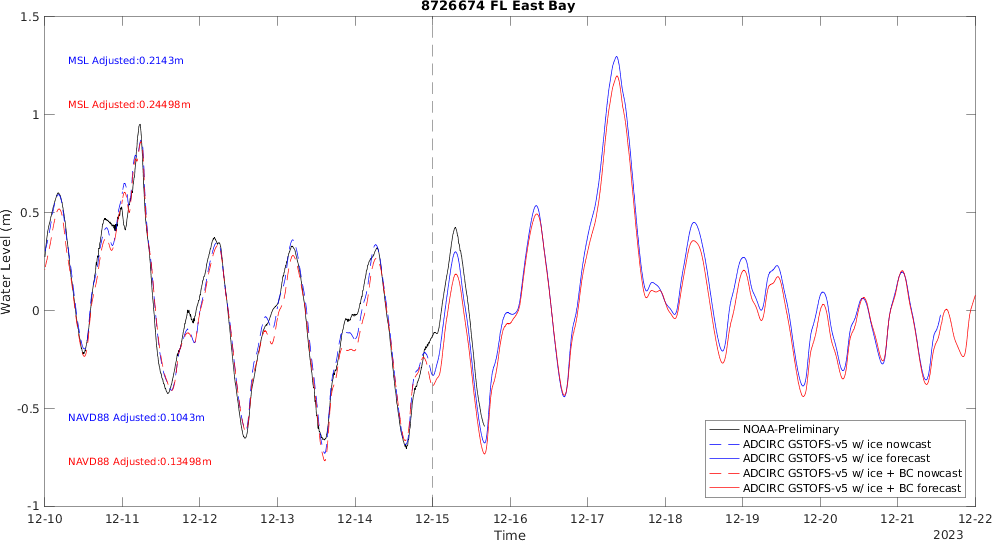 8726674 FL East Bay
MSL Adjusted:0.2143m
MSL Adjusted:0.24498m
NAVD88 Adjusted:0.1043m
NAVD88 Adjusted:0.13498m
Water Level (m)
1.5
1
0.5
0
-0.5
-1
NOAA-Preliminary
ADCIRC GSTOFS-v5 w/ ice nowcast
ADCIRC GSTOFS-v5 w/ ice forecast
ADCIRC GSTOFS-v5 w/ ice + BC nowcast
ADCIRC GSTOFS-v5 w/ ice + BC forecast
12-10 12-11 12-12 12-13 12-14 12-15 12-16 12-17 12-18 12-19 12-20 12-21 12-22
Time
2023